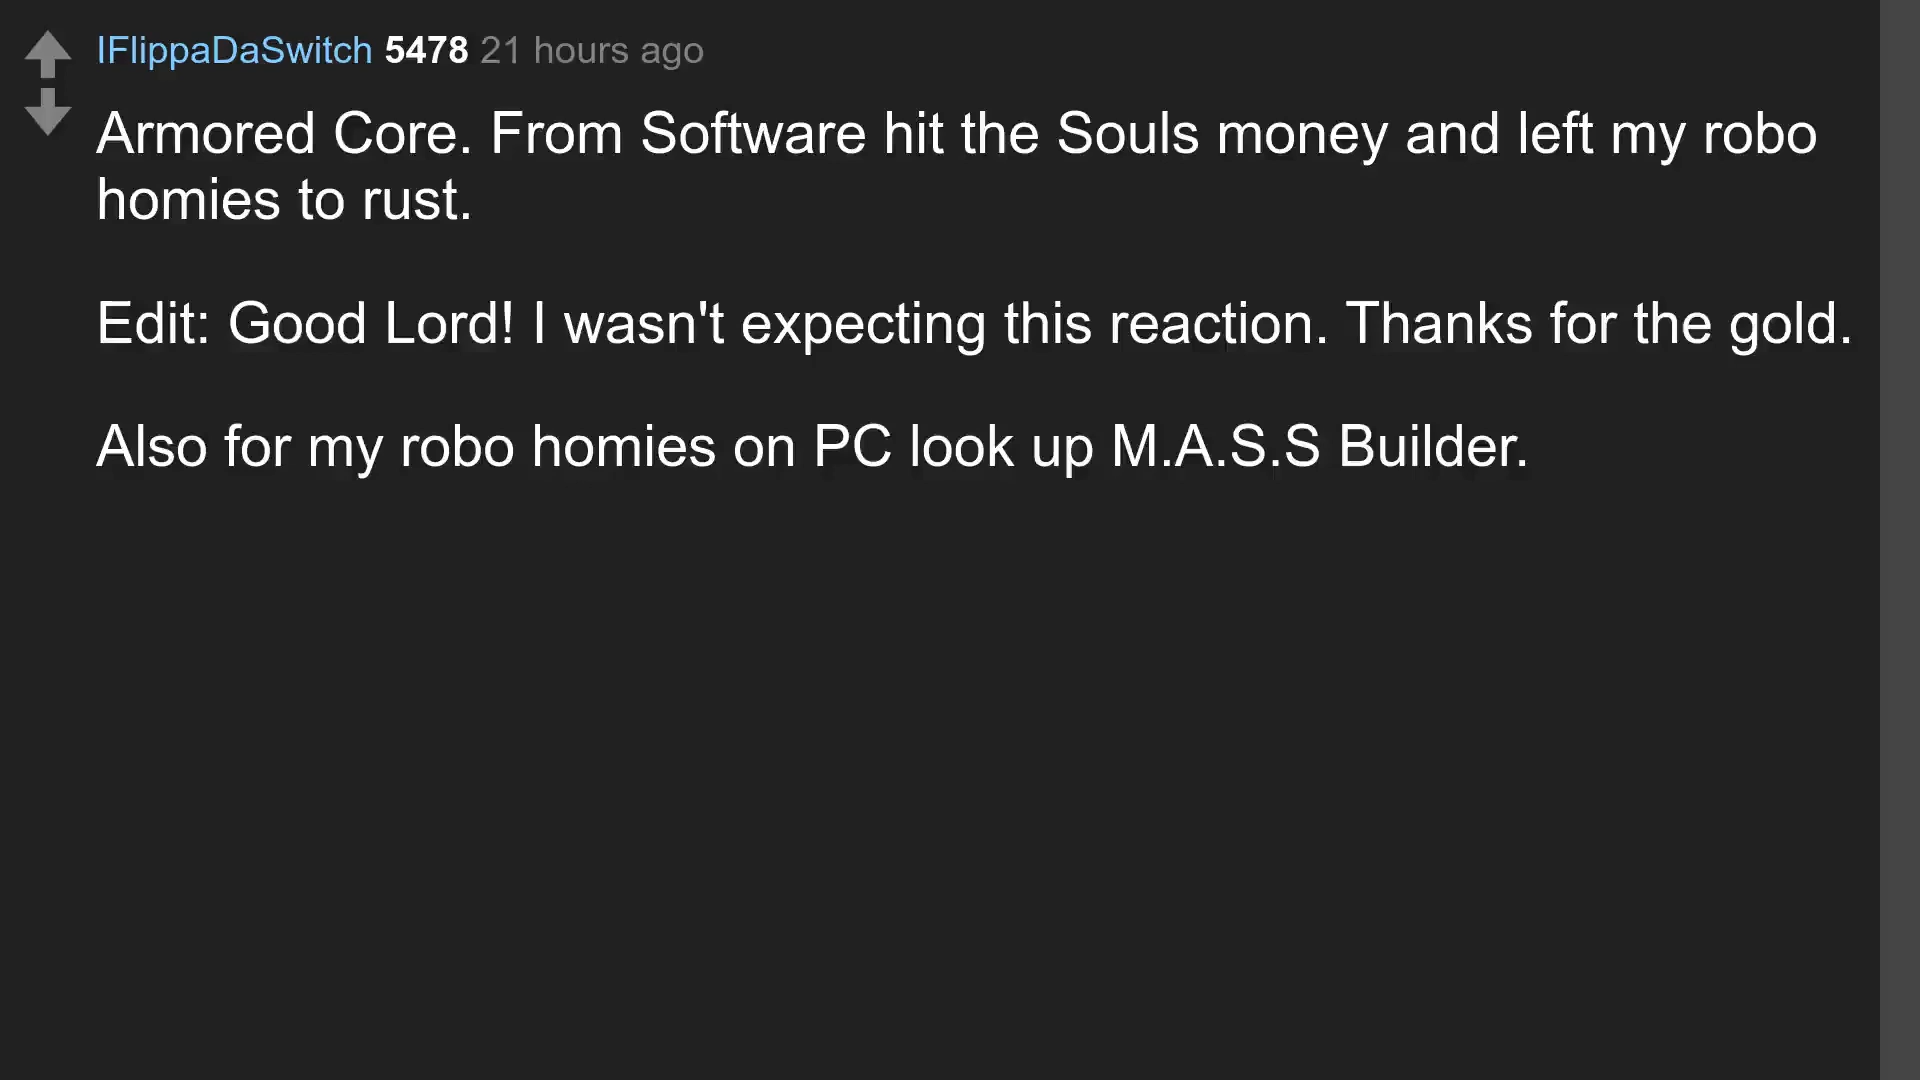 IFlippaDaSwitch 5478 21 hours ago
Armored Core. From Software hit the Souls money and left my robo
homies to rust.
Edit: Good Lord! I wasn't expecting this reaction. Thanks for the gold.
Also for my robo homies on PC look up M.A.S.S Builder.